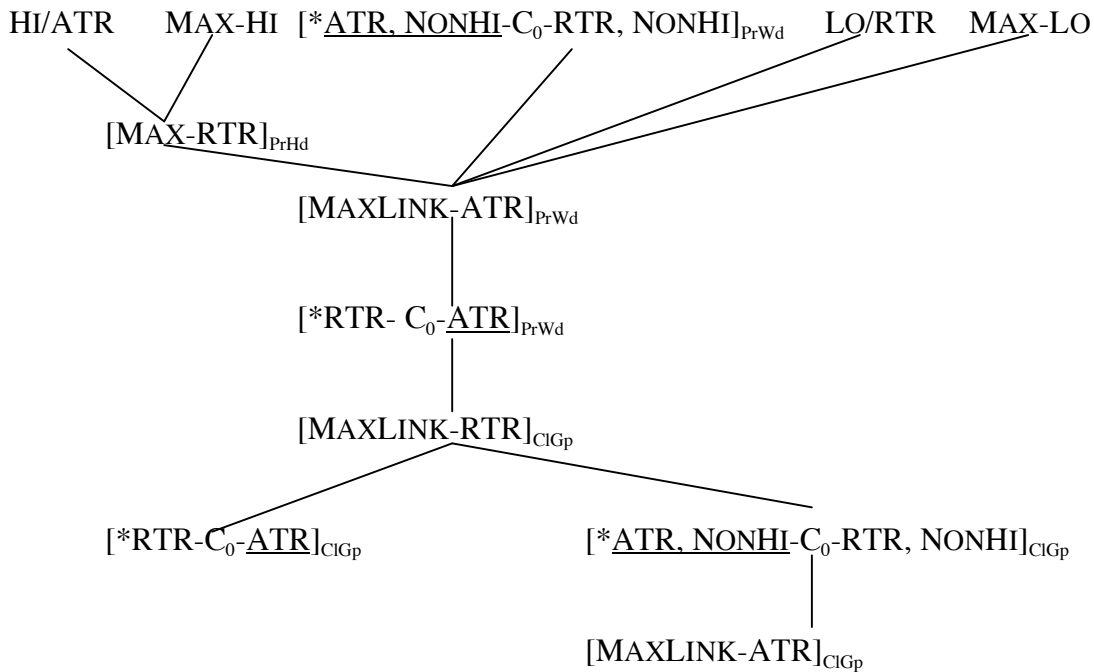 HI/ATR MAX-HI [*ATR, NONHI-C₀-RTR, NONHI]PrWd LO/RTR MAX-LO
[MAX-RTR]PrHd
[MAXLINK-ATR]PrWd
[*RTR- C₀-ATR]PrWd
[MAXLINK-RTR]ClGp
[*RTR-C₀-ATR]ClGp [*ATR, NONHI-C₀-RTR, NONHI]ClGp
[MAXLINK-ATR]ClGp